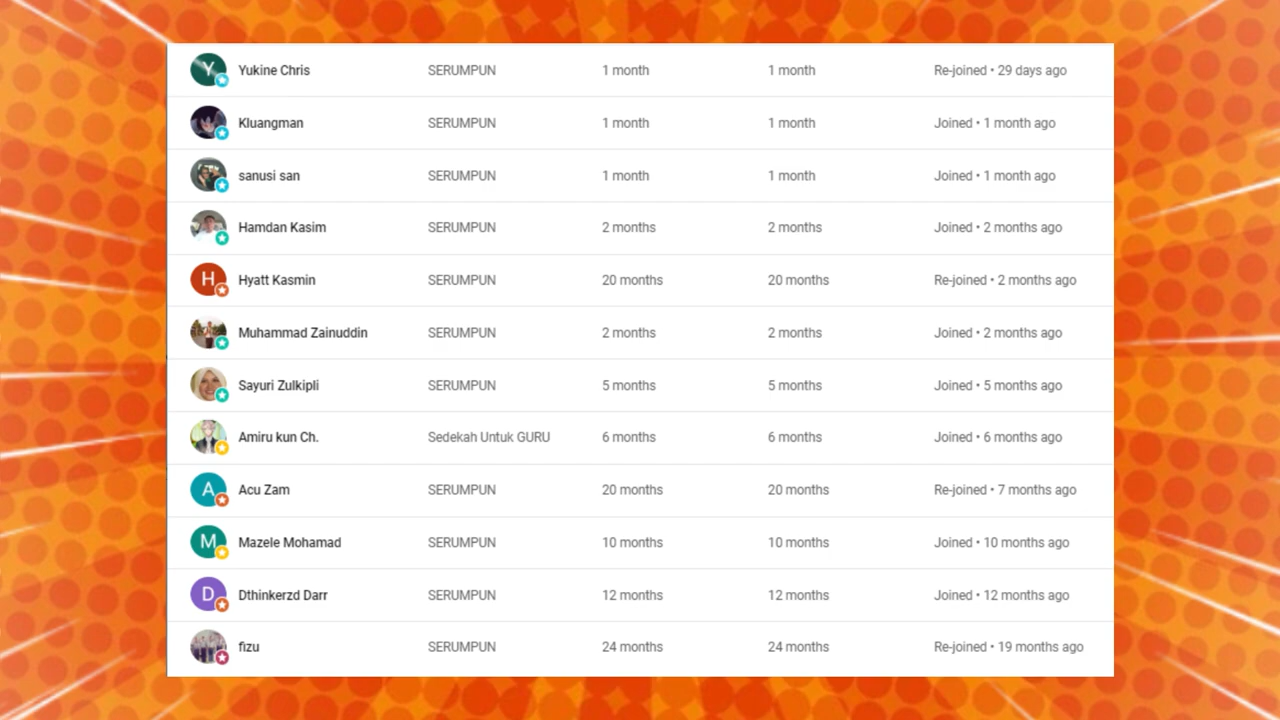 Y Yukine Chris SERUMPUN 1 month 1 month Re-joined • 29 days ago
Kluangman SERUMPUN 1 month 1 month Joined • 1 month ago
sanusi san SERUMPUN 1 month 1 month Joined • 1 month ago
Hamdan Kasim SERUMPUN 2 months 2 months Joined • 2 months ago
H Hyatt Kasmin SERUMPUN 20 months 20 months Re-joined • 2 months ago
Muhammad Zainuddin SERUMPUN 2 months 2 months Joined • 2 months ago
Sayuri Zulkipli SERUMPUN 5 months 5 months Joined • 5 months ago
Amiru kun Ch. Sedekah Untuk GURU 6 months 6 months Joined • 6 months ago
A Acu Zam SERUMPUN 20 months 20 months Re-joined • 7 months ago
M Mazele Mohamad SERUMPUN 10 months 10 months Joined • 10 months ago
D Dthinkerzd Darr SERUMPUN 12 months 12 months Joined • 12 months ago
fizu SERUMPUN 24 months 24 months Re-joined • 19 months ago